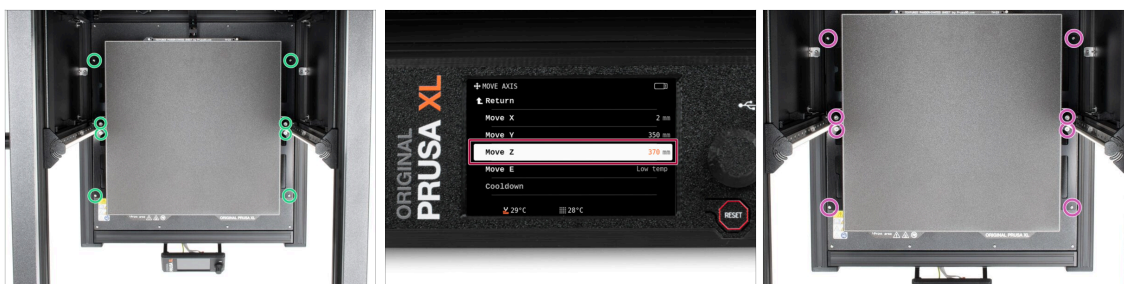 ORIGINAL
PRUSA XL
MOVE AXIS
Return
Move X 2 mm
Move Y 350 mm
Move Z 370 mm
Move E Low temp
Cooldown
29°C 28°C
RESET
ORIGINAL PRUSA XL